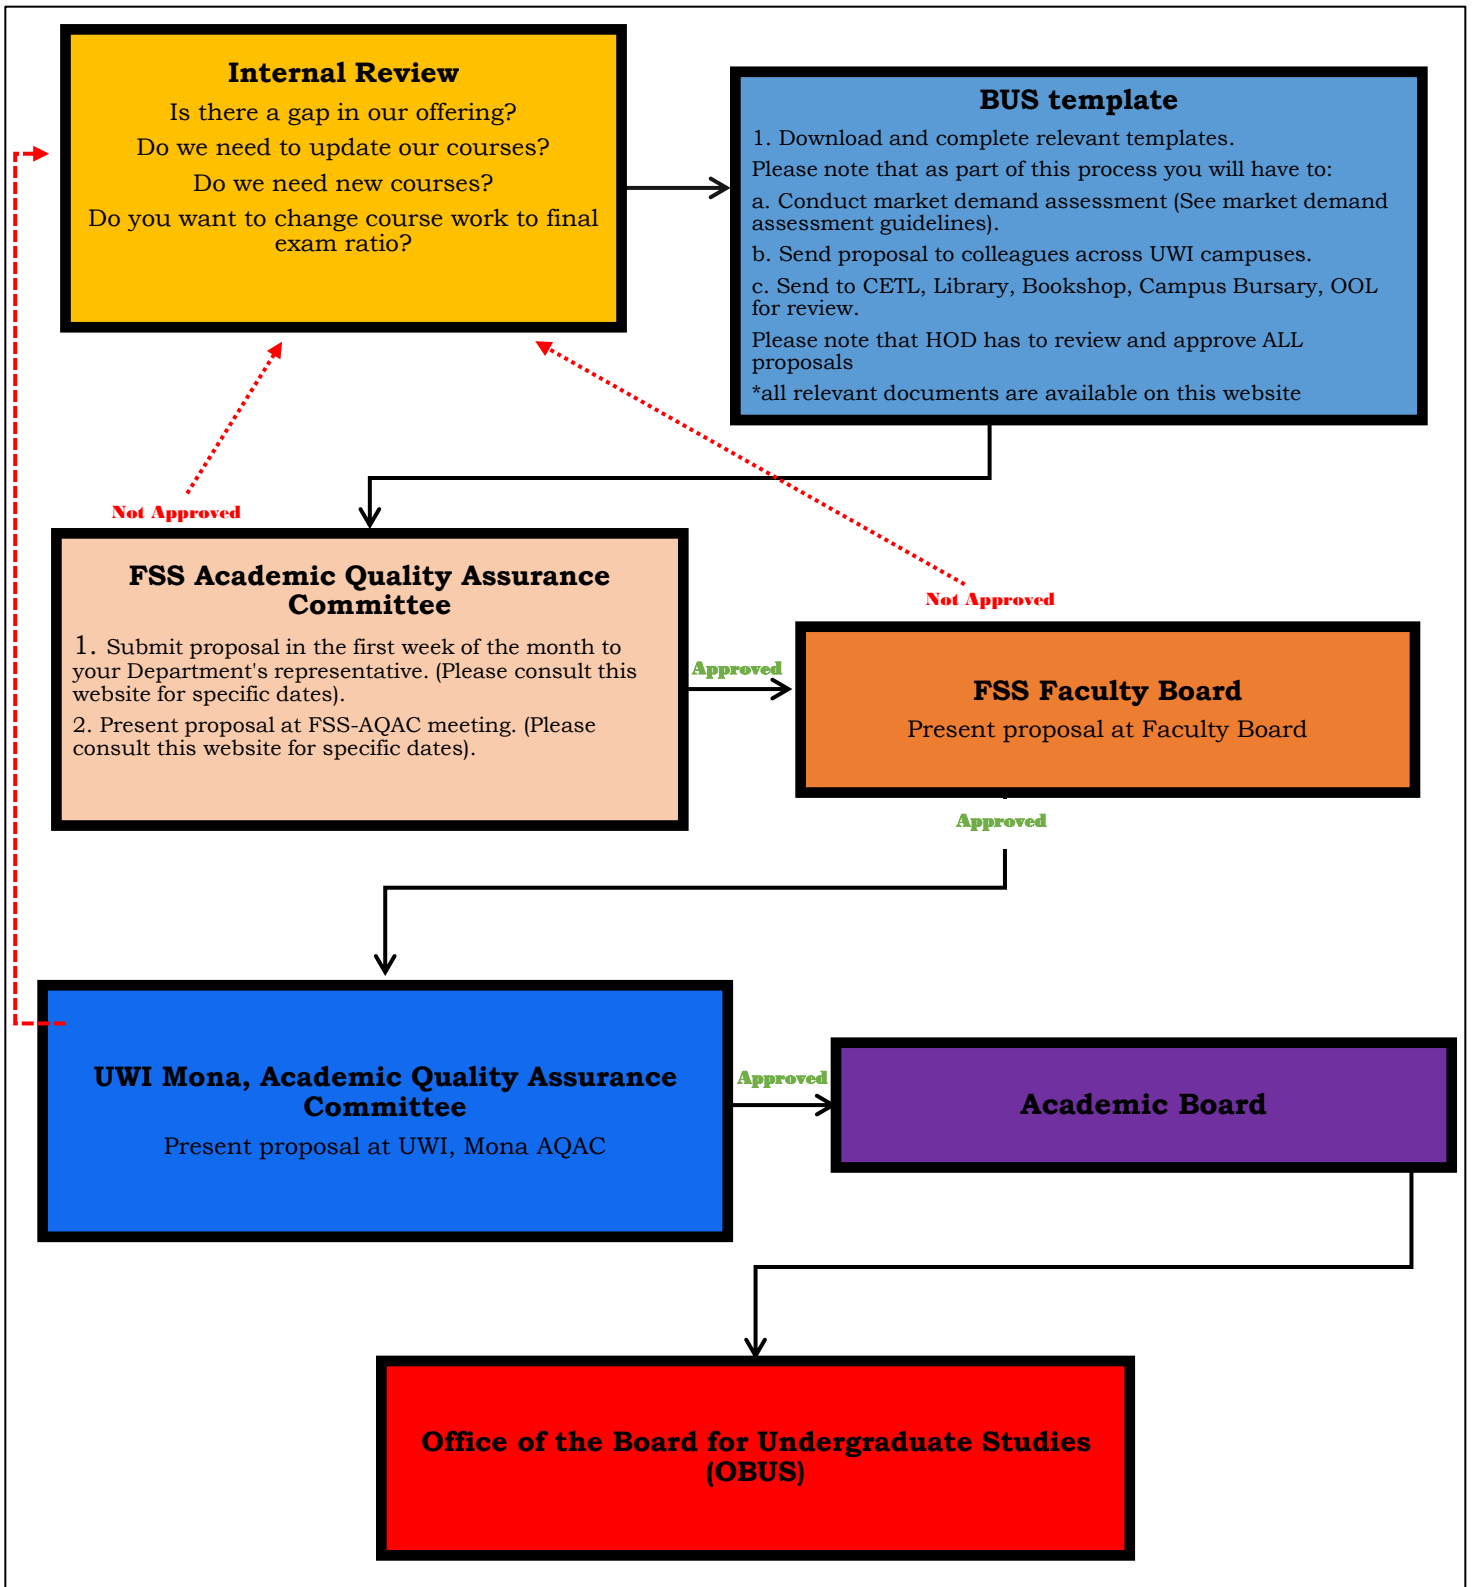 Internal Review
Is there a gap in our offering?
Do we need to update our courses?
Do we need new courses?
Do you want to change course work to final
exam ratio?
BUS template
1. Download and complete relevant templates.
Please note that as part of this process you will have to:
a. Conduct market demand assessment (See market demand
assessment guidelines).
b. Send proposal to colleagues across UWI campuses.
c. Send to CETL, Library, Bookshop, Campus Bursary, OOL
for review.
Please note that HOD has to review and approve ALL
proposals
*all relevant documents are available on this website
Not Approved
FSS Academic Quality Assurance
Committee
1. Submit proposal in the first week of the month to
your Department's representative. (Please consult this
website for specific dates).
2. Present proposal at FSS-AQAC meeting. (Please
consult this website for specific dates).
Approved
Not Approved
FSS Faculty Board
Present proposal at Faculty Board
Approved
UWI Mona, Academic Quality Assurance
Committee
Present proposal at UWI, Mona AQAC
Approved
Academic Board
Office of the Board for Undergraduate Studies
(OBUS)